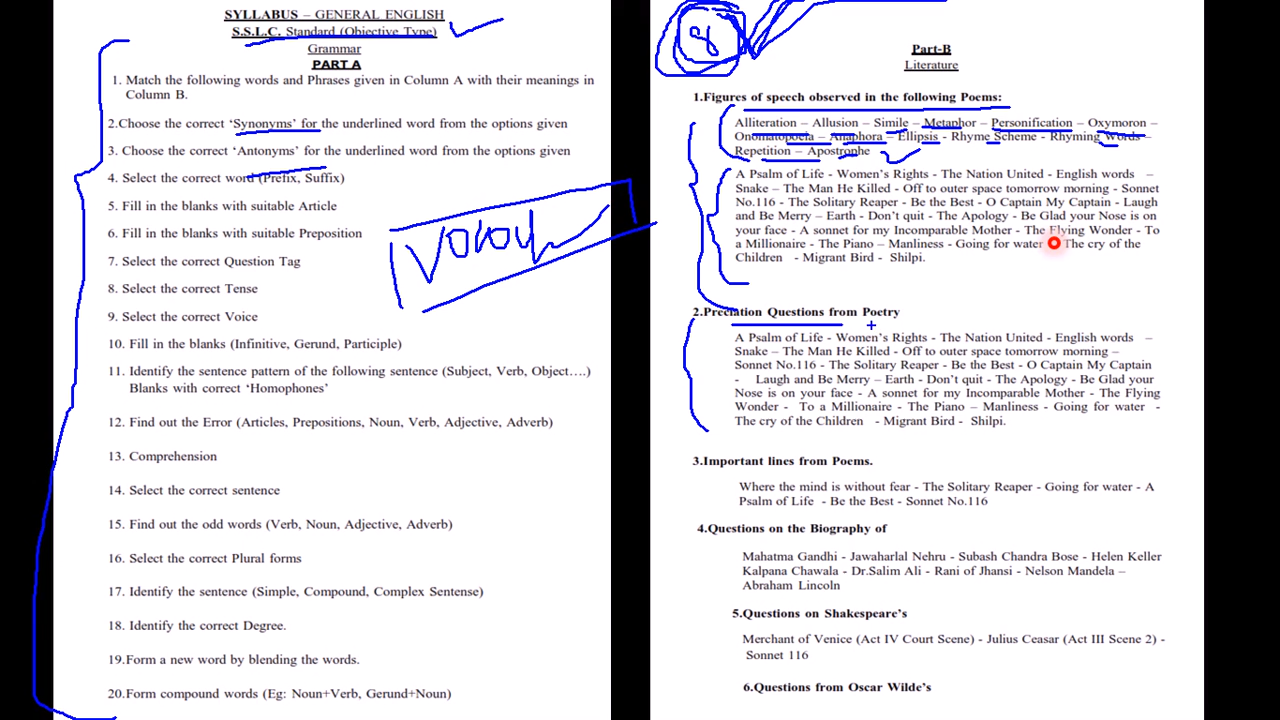 SYLLABUS – GENERAL ENGLISH
S.S.L.C. Standard (Objective Type)
Grammar
PART A
1. Match the following words and Phrases given in Column A with their meanings in
Column B.
2.Choose the correct ‘Synonyms’ for the underlined word from the options given
3. Choose the correct ‘Antonyms’ for the underlined word from the options given
4. Select the correct word (Prefix, Suffix)
5. Fill in the blanks with suitable Article
6. Fill in the blanks with suitable Preposition
7. Select the correct Question Tag
8. Select the correct Tense
9. Select the correct Voice
10. Fill in the blanks (Infinitive, Gerund, Participle)
11. Identify the sentence pattern of the following sentence (Subject, Verb, Object….)
Blanks with correct ‘Homophones’
12. Find out the Error (Articles, Prepositions, Noun, Verb, Adjective, Adverb)
13. Comprehension
14. Select the correct sentence
15. Find out the odd words (Verb, Noun, Adjective, Adverb)
16. Select the correct Plural forms
17. Identify the sentence (Simple, Compound, Complex Sentense)
18. Identify the correct Degree.
19.Form a new word by blending the words.
20.Form compound words (Eg: Noun+Verb, Gerund+Noun)
Part-B
Literature
1.Figures of speech observed in the following Poems:
Alliteration – Allusion – Simile – Metaphor – Personification – Oxymoron –
Onomatopoeia – Anaphora – Ellipsis - Rhyme Scheme - Rhyming Words –
Repetition – Apostrophe
A Psalm of Life - Women’s Rights - The Nation United - English words –
Snake – The Man He Killed - Off to outer space tomorrow morning - Sonnet
No.116 - The Solitary Reaper - Be the Best - O Captain My Captain - Laugh
and Be Merry – Earth - Don’t quit - The Apology - Be Glad your Nose is on
your face - A sonnet for my Incomparable Mother - The Flying Wonder - To
a Millionaire - The Piano – Manliness - Going for water The cry of the
Children - Migrant Bird - Shilpi.
2.Preciation Questions from Poetry
A Psalm of Life - Women’s Rights - The Nation United - English words –
Snake – The Man He Killed - Off to outer space tomorrow morning –
Sonnet No.116 - The Solitary Reaper - Be the Best - O Captain My Captain
- Laugh and Be Merry – Earth - Don’t quit - The Apology - Be Glad your
Nose is on your face - A sonnet for my Incomparable Mother - The Flying
Wonder - To a Millionaire - The Piano – Manliness - Going for water -
The cry of the Children - Migrant Bird - Shilpi.
3.Important lines from Poems.
Where the mind is without fear - The Solitary Reaper - Going for water - A
Psalm of Life - Be the Best - Sonnet No.116
4.Questions on the Biography of
Mahatma Gandhi - Jawaharlal Nehru - Subash Chandra Bose - Helen Keller
Kalpana Chawala - Dr.Salim Ali - Rani of Jhansi - Nelson Mandela –
Abraham Lincoln
5.Questions on Shakespeare’s
Merchant of Venice (Act IV Court Scene) - Julius Ceasar (Act III Scene 2) -
Sonnet 116
6.Questions from Oscar Wilde’s